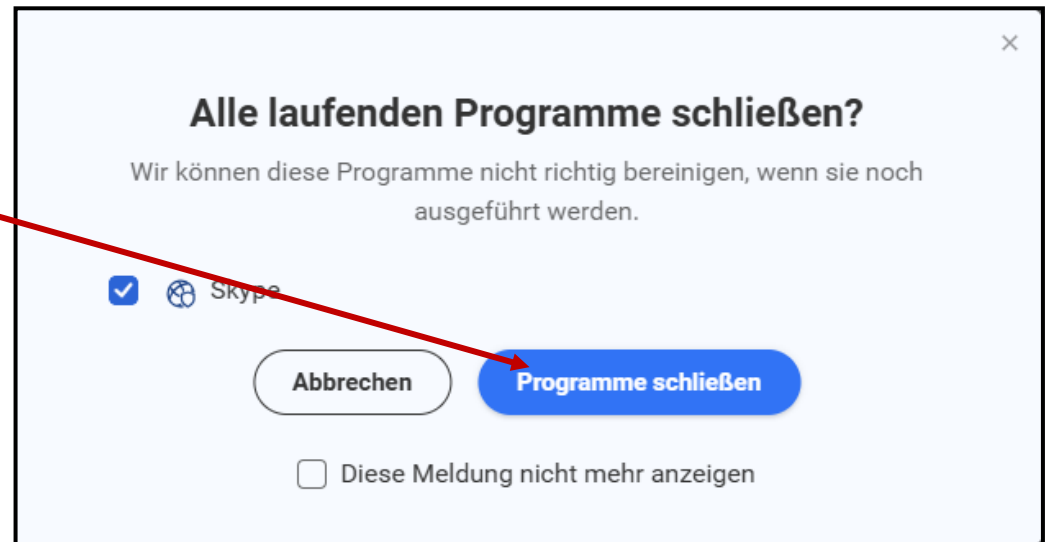 Alle laufenden Programme schließen?
Wir können diese Programme nicht richtig bereinigen, wenn sie noch
ausgeführt werden.
Skype
Abbrechen
Programme schließen
Diese Meldung nicht mehr anzeigen